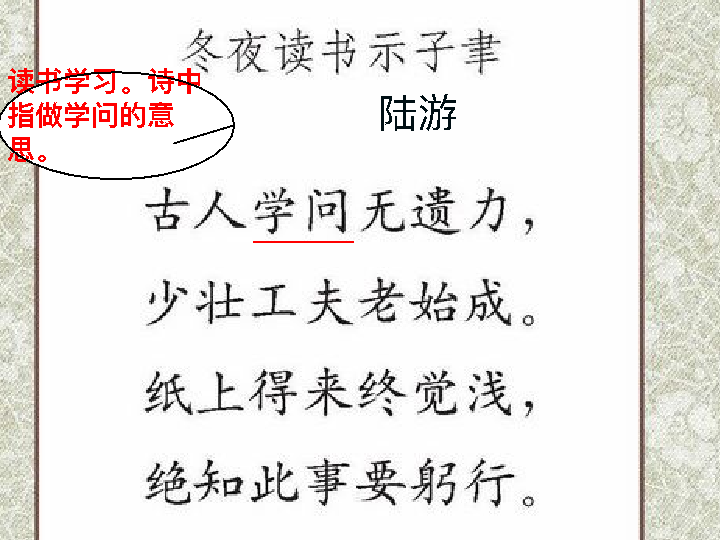 冬夜读书示子聿
读书学习。诗中
指做学问的意
思。
陆游
古人学问无遗力，
少壮工夫老始成。
纸上得来终觉浅，
绝知此事要躬行。